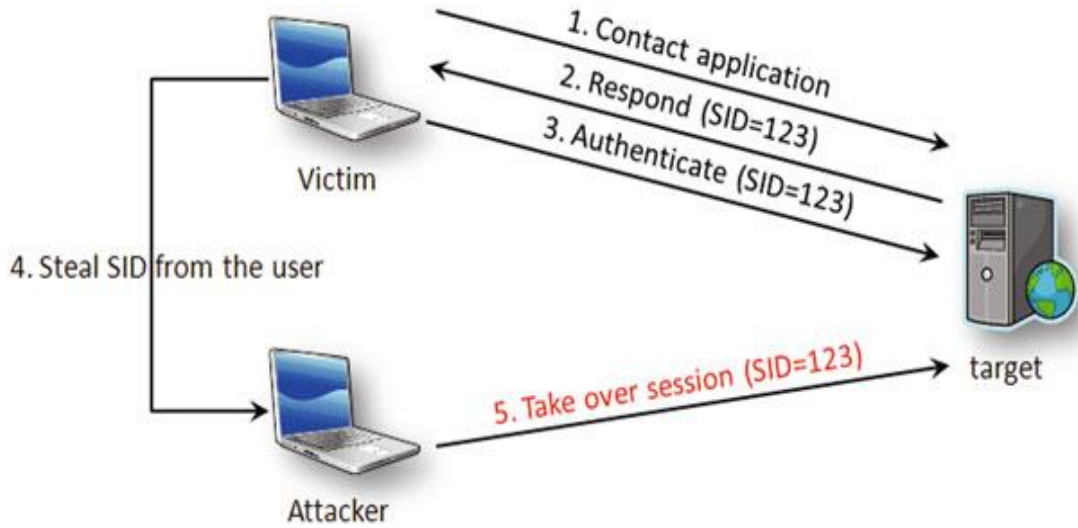 1. Contact application
2. Respond (SID=123)
3. Authenticate (SID=123)
Victim
4. Steal SID from the user
target
5. Take over session (SID=123)
Attacker